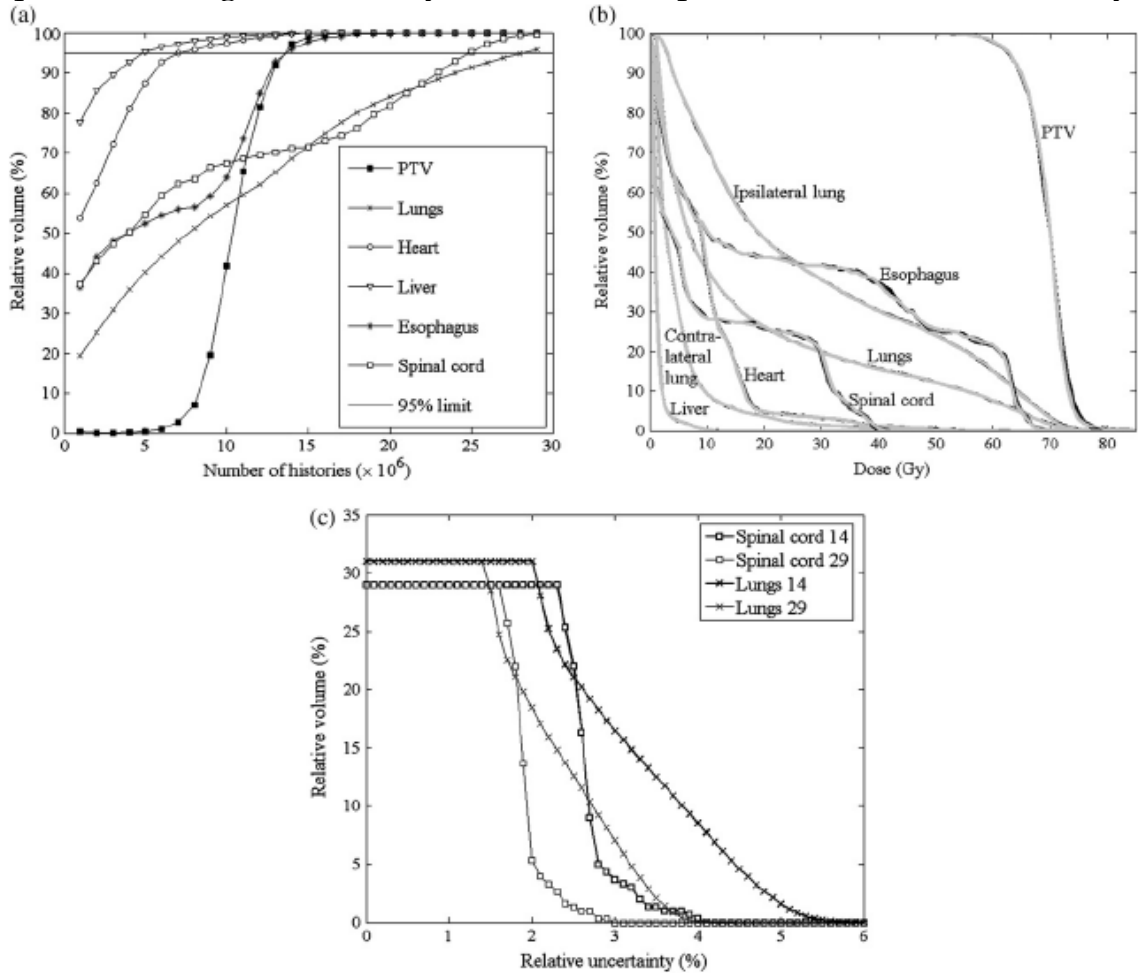 (a)
100
90
80
70
60
50
40
30
20
10
0
Relative volume (%)
PTV
Lungs
Heart
Liver
Esophagus
Spinal cord
95% limit
0 5 10 15 20 25 30
Number of histories (× 10⁶)
(b)
100
90
80
70
60
50
40
30
20
10
0
Relative volume (%)
PTV
Ipsilateral lung
Esophagus
Contra-
lateral
lung
Lungs
Heart
Spinal cord
Liver
0 10 20 30 40 50 60 70 80
Dose (Gy)
(c)
35
30
25
20
15
10
5
0
Relative volume (%)
Spinal cord 14
Spinal cord 29
Lungs 14
Lungs 29
0 1 2 3 4 5 6
Relative uncertainty (%)